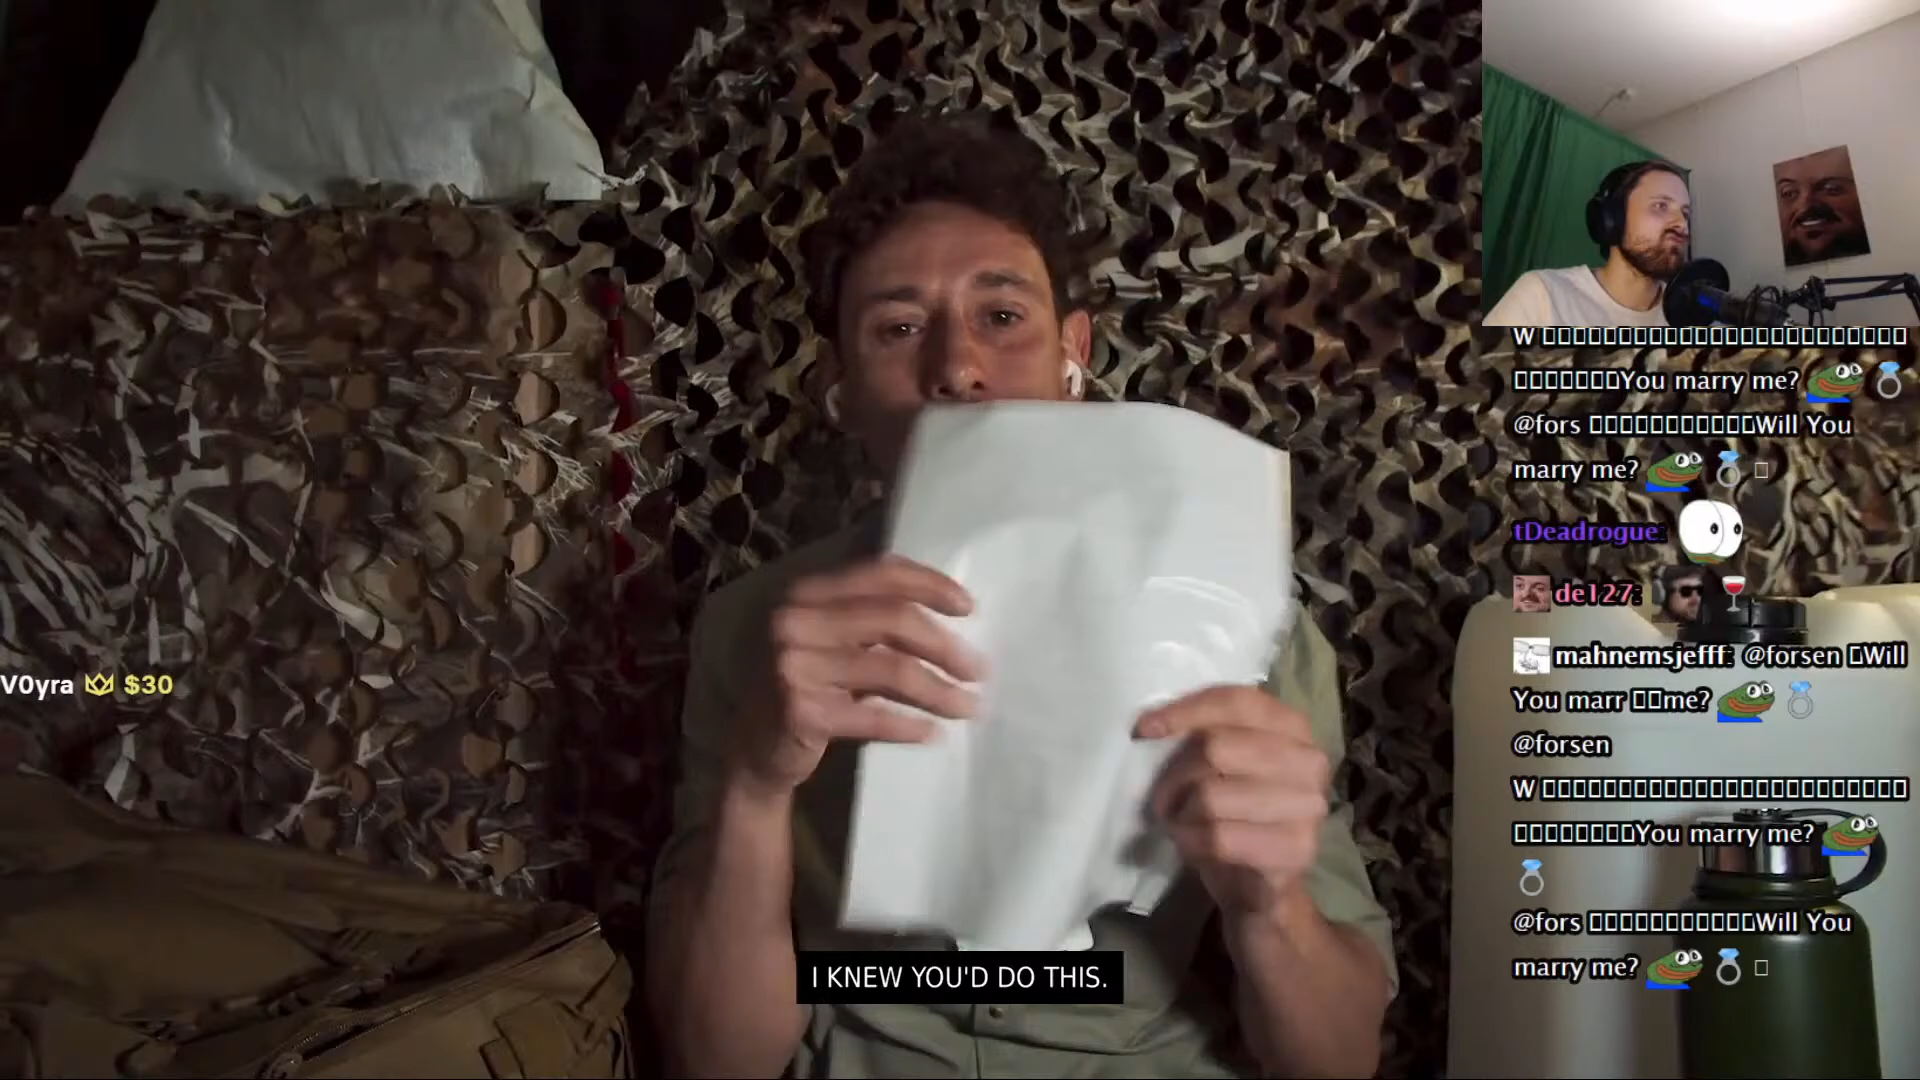 W
You marry me?
@fors Will You
marry me?
tDeadrogue:
de127:
mahnemsjefff: @forsen Will
You marr me?
@forsen
W
You marry me?
@fors Will You
marry me?
V0yra $30
I KNEW YOU'D DO THIS.